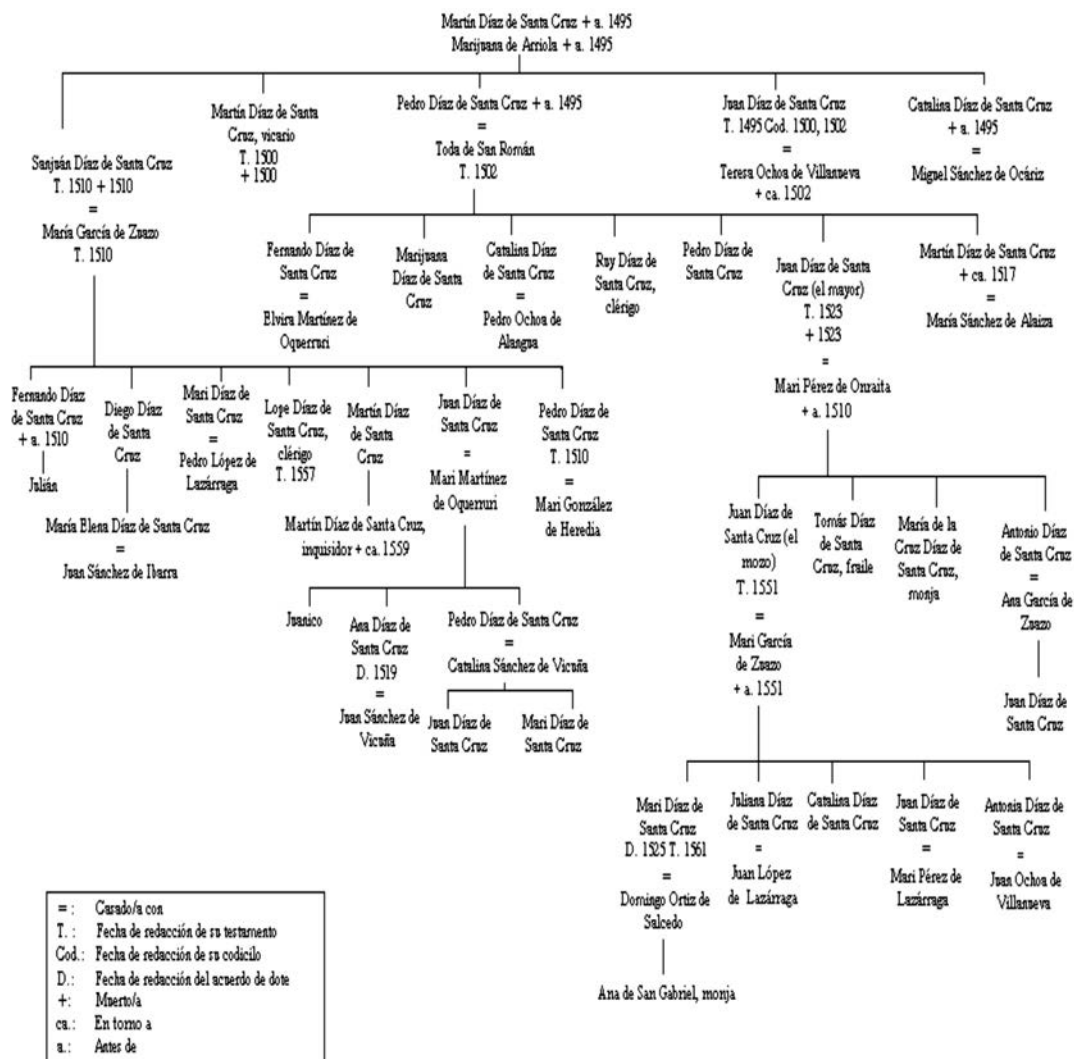 Martín Díaz de Santa Cruz + a. 1495
Marijuana de Arriola + a. 1495
Sanjuán Díaz de Santa Cruz
T. 1510 + 1510
=
María García de Zuazo
T. 1510
Martín Díaz de Santa
Cruz, vicario
T. 1500
+ 1500
Pedro Díaz de Santa Cruz + a. 1495
=
Toda de San Román
T. 1502
Juan Díaz de Santa Cruz
T. 1495 Cod. 1500, 1502
=
Teresa Ochoa de Villanueva
+ ca. 1502
Catalina Díaz de Santa Cruz
+ a. 1495
=
Miguel Sánchez de Ocáriz
Fernando Díaz de
Santa Cruz
=
Elvira Martínez de
Oquerruri
Marijuana
Díaz de Santa
Cruz
Catalina Díaz
de Santa Cruz
=
Pedro Ochoa de
Alangua
Ruy Díaz de
Santa Cruz,
clérigo
Pedro Díaz de
Santa Cruz
Juan Díaz de Santa
Cruz (el mayor)
T. 1523
+ 1523
=
Mari Pérez de Onraita
+ a. 1510
Martín Díaz de Santa Cruz
+ ca. 1517
=
María Sánchez de Alaiza
Fernando Díaz
de Santa Cruz
+ a. 1510
Julián
Diego Díaz
de Santa
Cruz
María Elena Díaz de Santa Cruz
=
Juan Sánchez de Ibarra
Mari Díaz de
Santa Cruz
=
Pedro López de
Lazárraga
Lope Díaz de
Santa Cruz,
clérigo
T. 1557
Martín Díaz
de Santa
Cruz
Martín Díaz de Santa Cruz,
inquisidor + ca. 1559
Juan Díaz de
Santa Cruz
=
Mari Martínez
de Oquerruri
Pedro Díaz de
Santa Cruz
T. 1510
=
Mari González
de Heredia
Juanico
Ana Díaz de
Santa Cruz
D. 1519
=
Juan Sánchez de
Vicuña
Pedro Díaz de Santa Cruz
=
Catalina Sánchez de Vicuña
Juan Díaz de
Santa Cruz
Mari Díaz de
Santa Cruz
Juan Díaz de
Santa Cruz (el
mozo)
T. 1551
=
Mari García
de Zuazo
+ a. 1551
Tomás Díaz
de Santa
Cruz, fraile
María de la
Cruz Díaz de
Santa Cruz,
monja
Antonio Díaz
de Santa Cruz
=
Ana García de
Zuazo
Juan Díaz de
Santa Cruz
Mari Díaz de
Santa Cruz
D. 1525 T. 1561
=
Domingo Ortiz de
Salcedo
Ana de San Gabriel, monja
Juliana Díaz
de Santa Cruz
=
Juan López
de Lazárraga
Catalina Díaz
de Santa Cruz
Juan Díaz de
Santa Cruz
=
Mari Pérez de
Lazárraga
Antonia Díaz de
Santa Cruz
=
Juan Ochoa de
Villanueva
= : Casado/a con
T. : Fecha de redacción de su testamento
Cod.: Fecha de redacción de su codicilo
D.: Fecha de redacción del acuerdo de dote
+: Muerto/a
ca.: En torno a
a.: Antes de